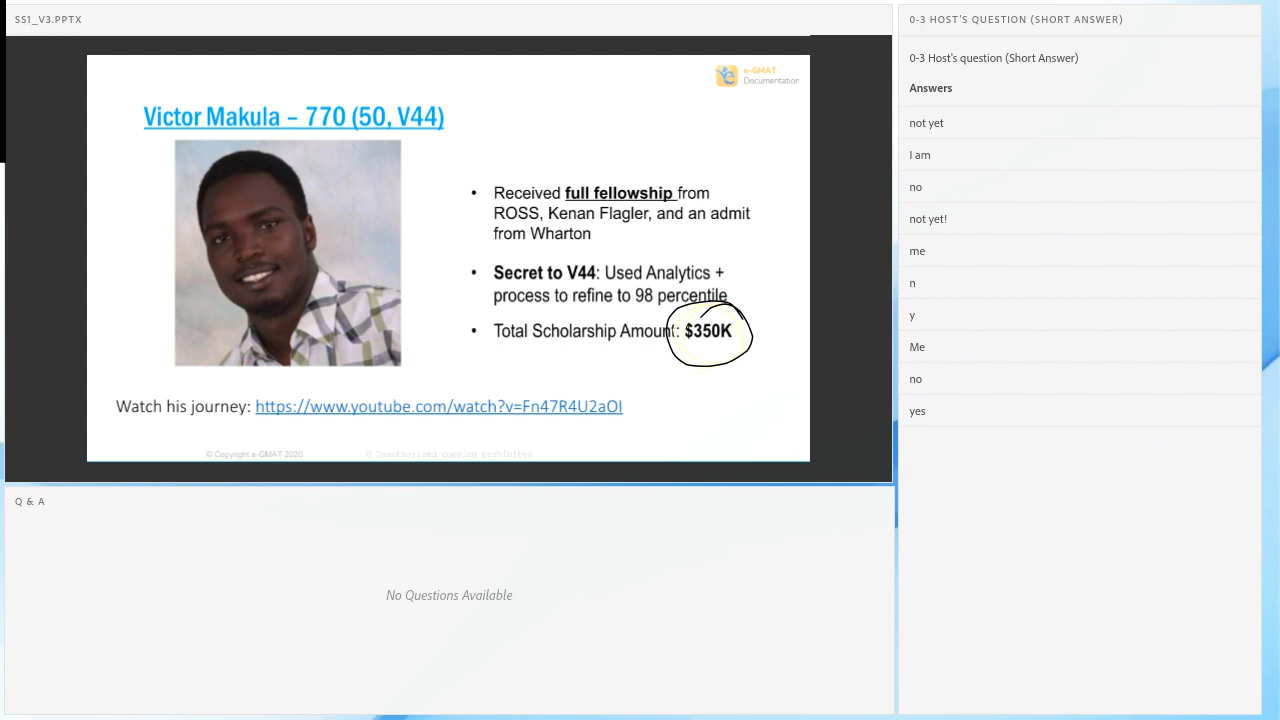 SS1_V3.PPTX
e-GMAT
Documentation
Victor Makula – 770 (50, V44)
• Received full fellowship from
ROSS, Kenan Flagler, and an admit
from Wharton
• Secret to V44: Used Analytics +
process to refine to 98 percentile
• Total Scholarship Amount: $350K
Watch his journey: https://www.youtube.com/watch?v=Fn47R4U2aOI
© Copyright e-GMAT 2020
© Unauthorized copying prohibited
Q & A
No Questions Available
0-3 HOST'S QUESTION (SHORT ANSWER)
0-3 Host's question (Short Answer)
Answers
not yet
I am
no
not yet!
me
n
y
Me
no
yes